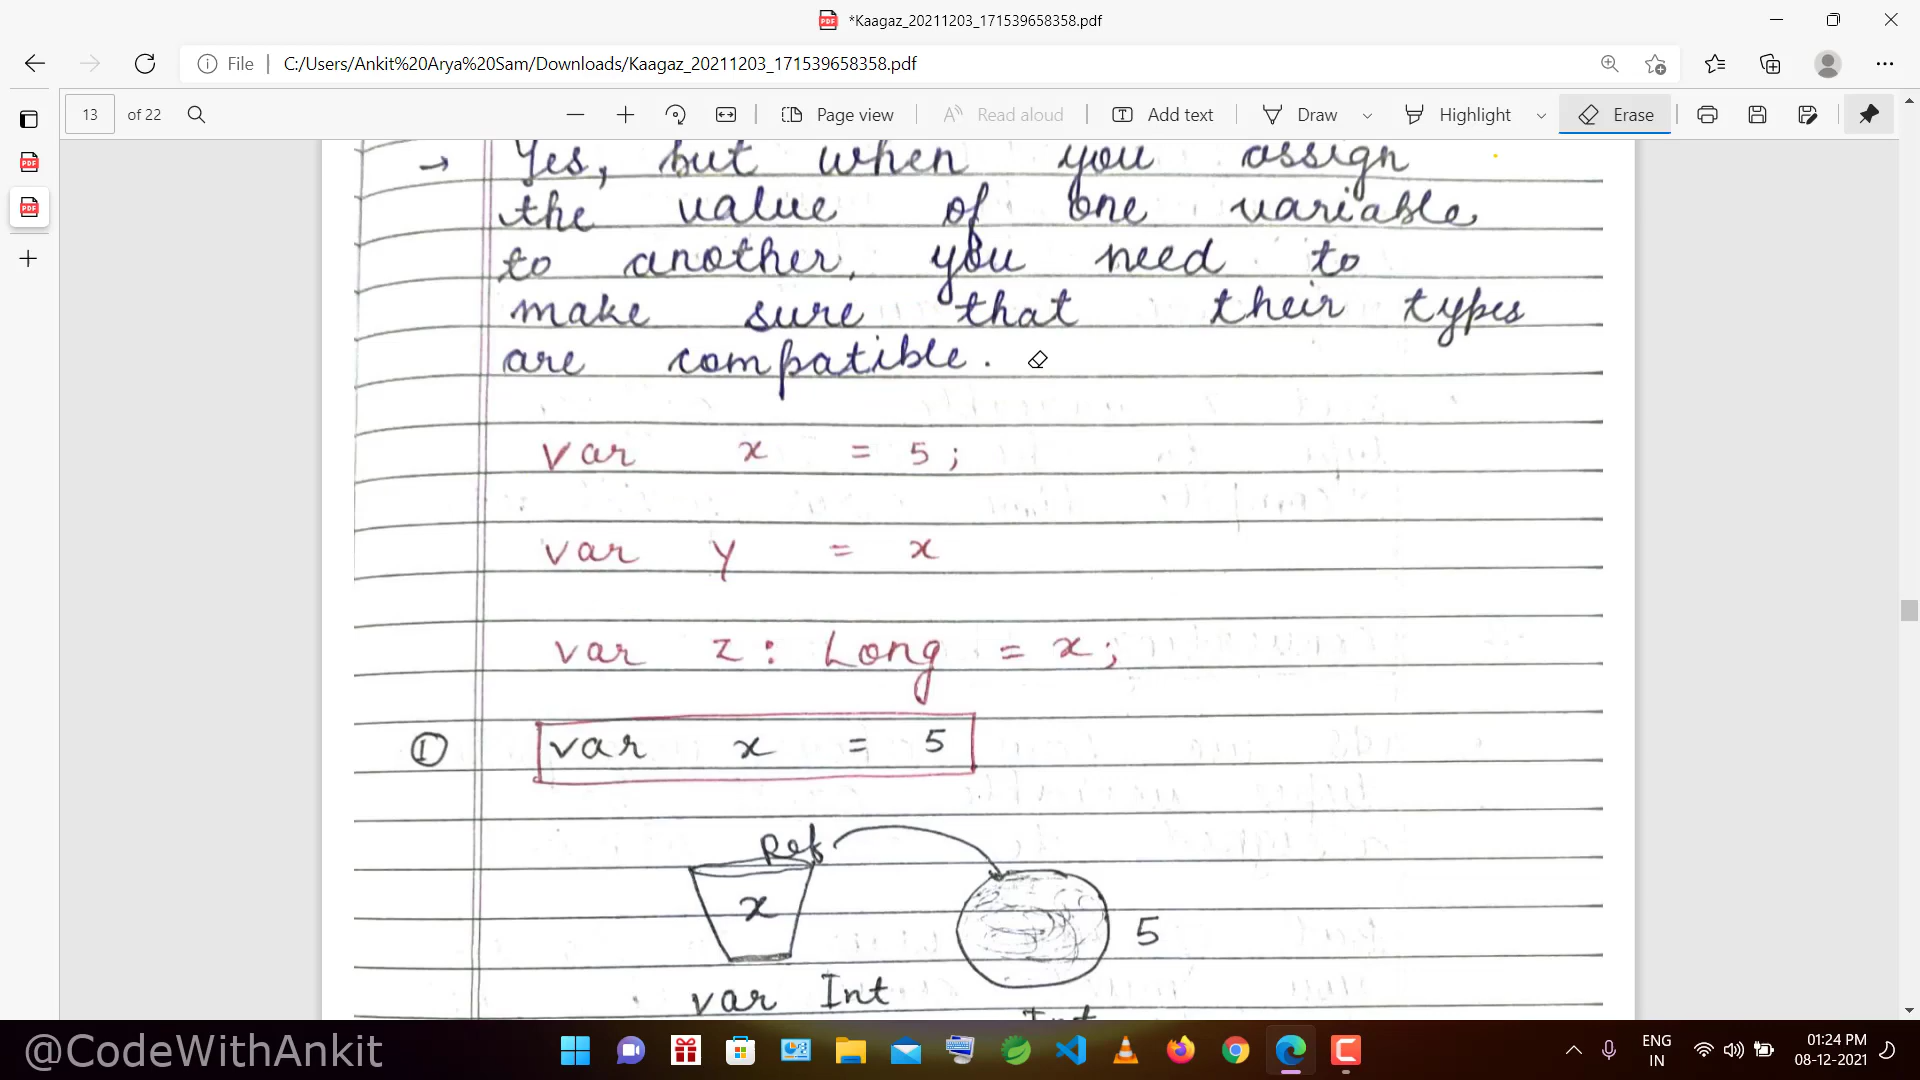 *Kaagaz_20211203_171539658358.pdf
File
C:/Users/Ankit%20Arya%20Sam/Downloads/Kaagaz_20211203_171539658358.pdf
13 of 22
Page view
Read aloud
Add text
Draw
Highlight
Erase
→ Yes, but when you assign
the value of one variable
to another, you need to
make sure that their types
are compatible.
var x = 5;
var y = x
var z: Long = x;
① var x = 5
Ref
x
5
var Int
Int
@CodeWithAnkit
ENG
IN
01:24 PM
08-12-2021